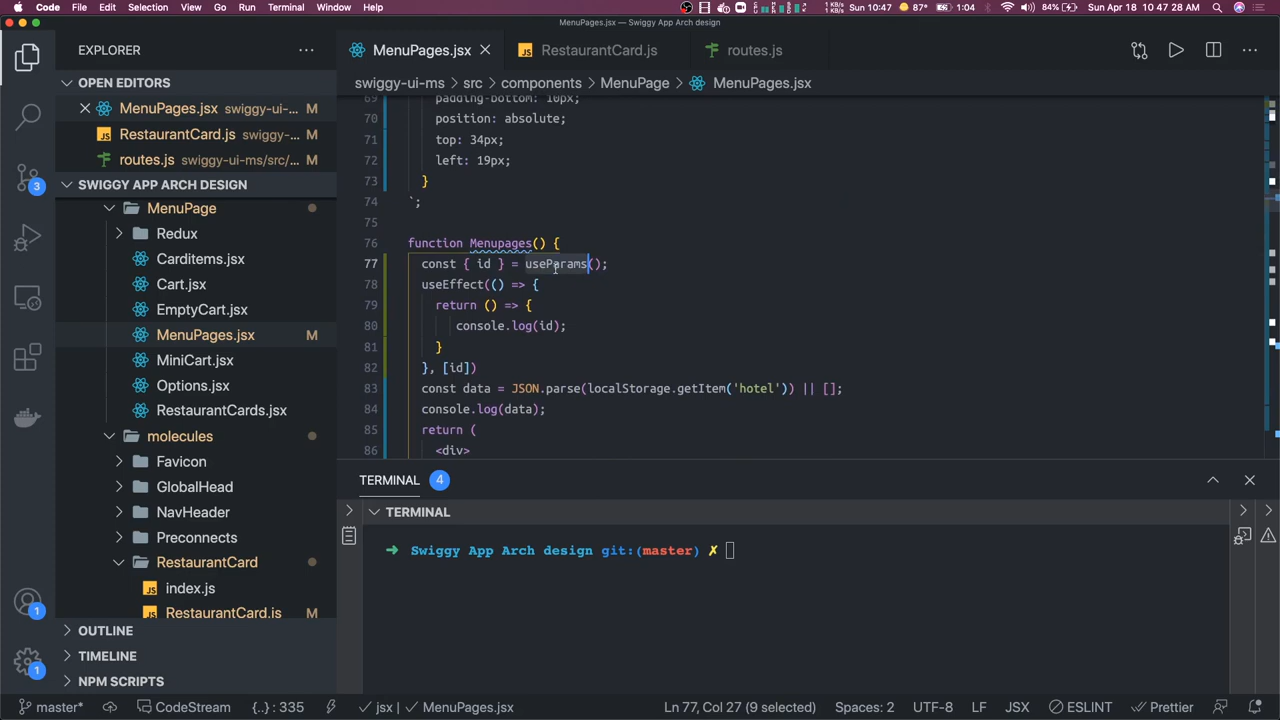 Code File Edit Selection View Go Run Terminal Window Help Sun 10:47 87° 1:04 84% Sun Apr 18 10:47:28 AM
MenuPages.jsx — Swiggy App Arch design
EXPLORER
MenuPages.jsx RestaurantCard.js routes.js
OPEN EDITORS
swiggy-ui-ms > src > components > MenuPage > MenuPages.jsx
MenuPages.jsx swiggy-ui-... M
RestaurantCard.js swiggy-... M
routes.js swiggy-ui-ms/src/... M
SWIGGY APP ARCH DESIGN
MenuPage
Redux
Carditems.jsx
Cart.jsx
EmptyCart.jsx
MenuPages.jsx M
MiniCart.jsx
Options.jsx
RestaurantCards.jsx
molecules
Favicon
GlobalHead
NavHeader
Preconnects
RestaurantCard
index.js
RestaurantCard.js M
OUTLINE
TIMELINE
NPM SCRIPTS
3
1
1
69 padding-bottom: 10px;
70 position: absolute;
71 top: 34px;
72 left: 19px;
73 }
74 `;
75
76 function Menupages() {
77 const { id } = useParams();
78 useEffect(() => {
79 return () => {
80 console.log(id);
81 }
82 }, [id])
83 const data = JSON.parse(localStorage.getItem('hotel')) || [];
84 console.log(data);
85 return (
86 <div>
TERMINAL 4
TERMINAL
➜ Swiggy App Arch design git:(master) ✗
master* CodeStream {..} : 335 jsx | MenuPages.jsx Ln 77, Col 27 (9 selected) Spaces: 2 UTF-8 LF JSX ESLINT Prettier